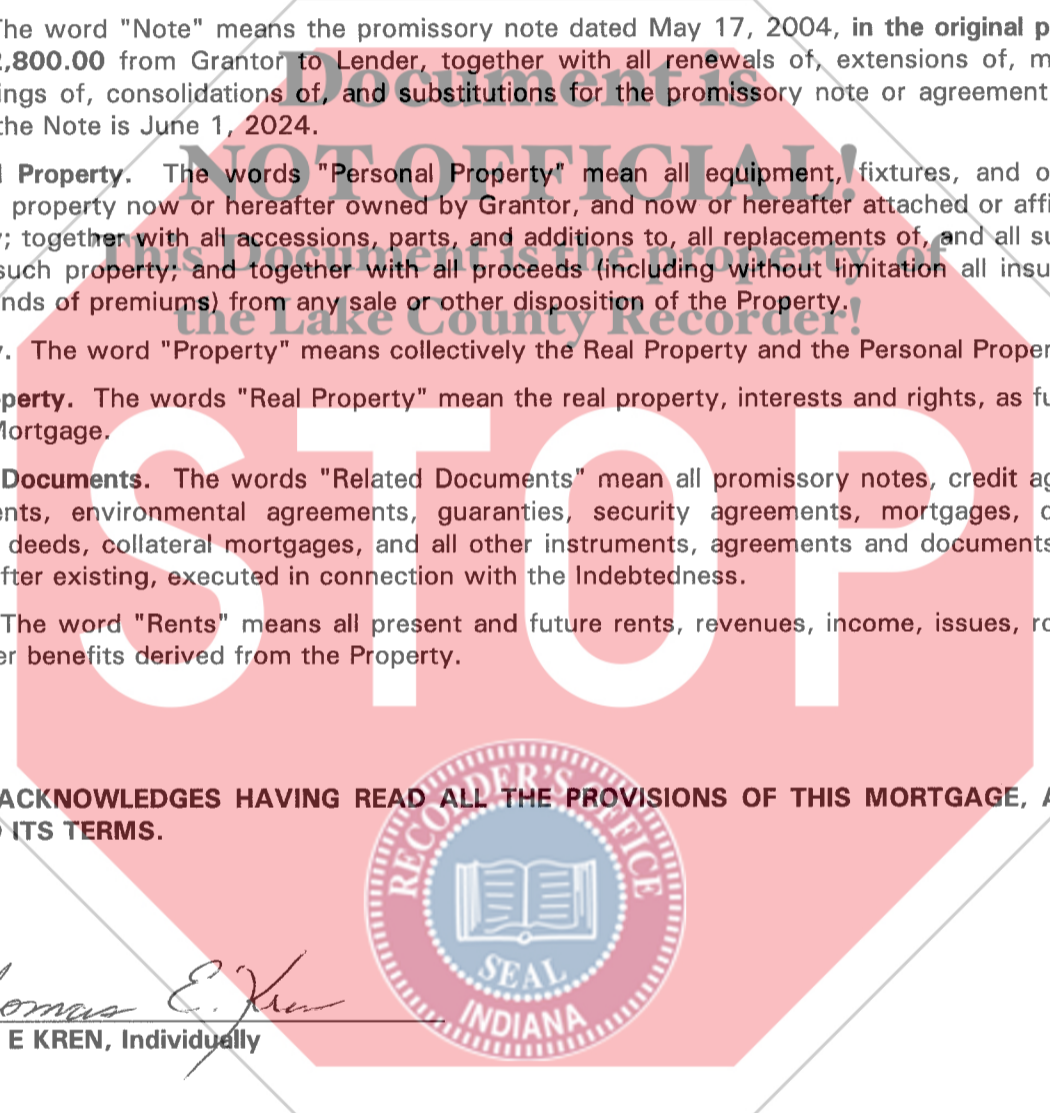 The word "Note" means the promissory note dated May 17, 2004, in the original p
2,800.00 from Grantor to Lender, together with all renewals of, extensions of, m
ings of, consolidations of, and substitutions for the promissory note or agreement
the Note is June 1, 2024.
Property. The words "Personal Property" mean all equipment, fixtures, and o
property now or hereafter owned by Grantor, and now or hereafter attached or affi
y; together with all accessions, parts, and additions to, all replacements of, and all su
such property; and together with all proceeds (including without limitation all insu
nds of premiums) from any sale or other disposition of the Property.
y. The word "Property" means collectively the Real Property and the Personal Proper
perty. The words "Real Property" mean the real property, interests and rights, as fu
Mortgage.
Documents. The words "Related Documents" mean all promissory notes, credit ag
ents, environmental agreements, guaranties, security agreements, mortgages, d
deeds, collateral mortgages, and all other instruments, agreements and documents
fter existing, executed in connection with the Indebtedness.
The word "Rents" means all present and future rents, revenues, income, issues, ro
er benefits derived from the Property.
ACKNOWLEDGES HAVING READ ALL THE PROVISIONS OF THIS MORTGAGE, A
ITS TERMS.
omas E. Kren
E KREN, Individually
Document is
NOT OFFICIAL!
This Document is the property of
the Lake County Recorder!
STOP
RECORDER'S OFFICE
SEAL
INDIANA